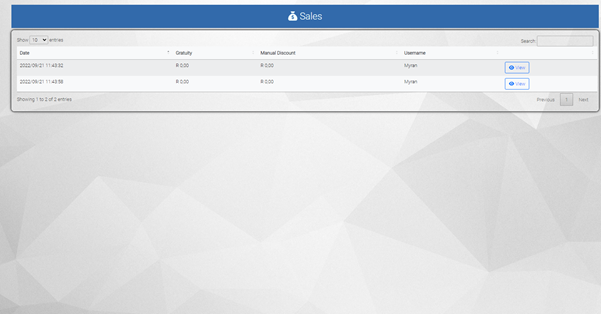 Sales
Show 10 entries Search:
Date Gratuity Manual Discount Username
2022/09/21 11:43:32 R 0,00 R 0,00 Myran View
2022/09/21 11:43:58 R 0,00 R 0,00 Myran View
Showing 1 to 2 of 2 entries Previous 1 Next